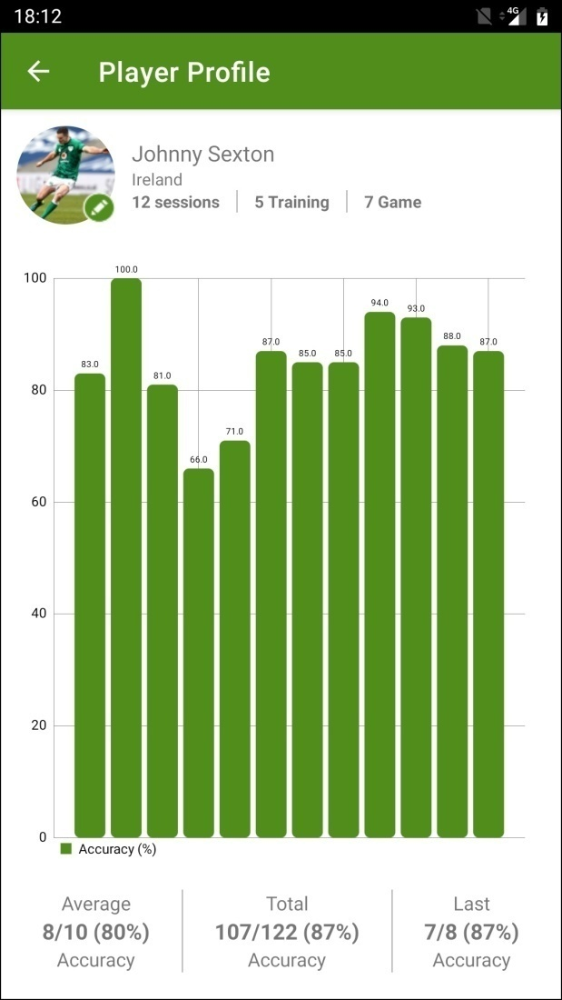 18:12
4G
Player Profile
Johnny Sexton
Ireland
12 sessions
5 Training
7 Game
100
80
60
40
20
0
83.0
100.0
81.0
66.0
71.0
87.0
85.0
85.0
94.0
93.0
88.0
87.0
Accuracy (%)
Average
8/10 (80%)
Accuracy
Total
107/122 (87%)
Accuracy
Last
7/8 (87%)
Accuracy